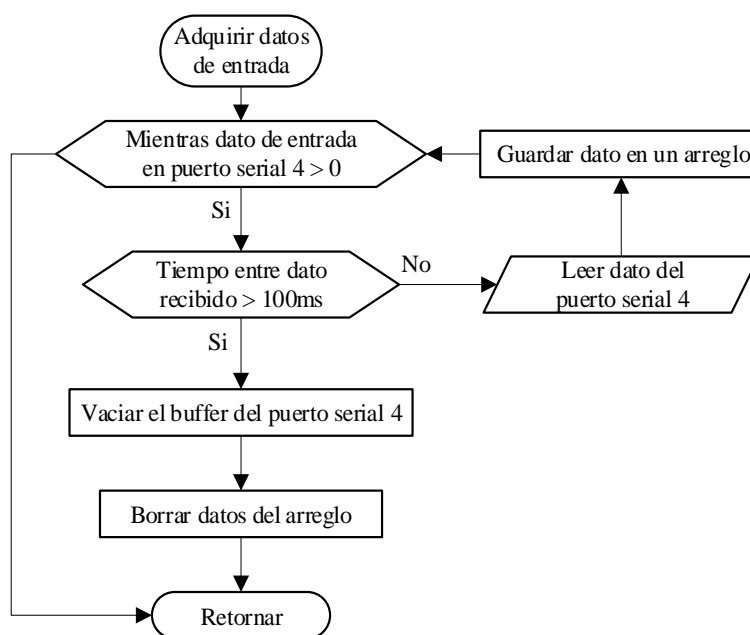 Adquirir datos
de entrada
Mientras dato de entrada
en puerto serial 4 > 0
Guardar dato en un arreglo
Si
Tiempo entre dato
recibido > 100ms
No
Leer dato del
puerto serial 4
Si
Vaciar el buffer del puerto serial 4
Borrar datos del arreglo
Retornar